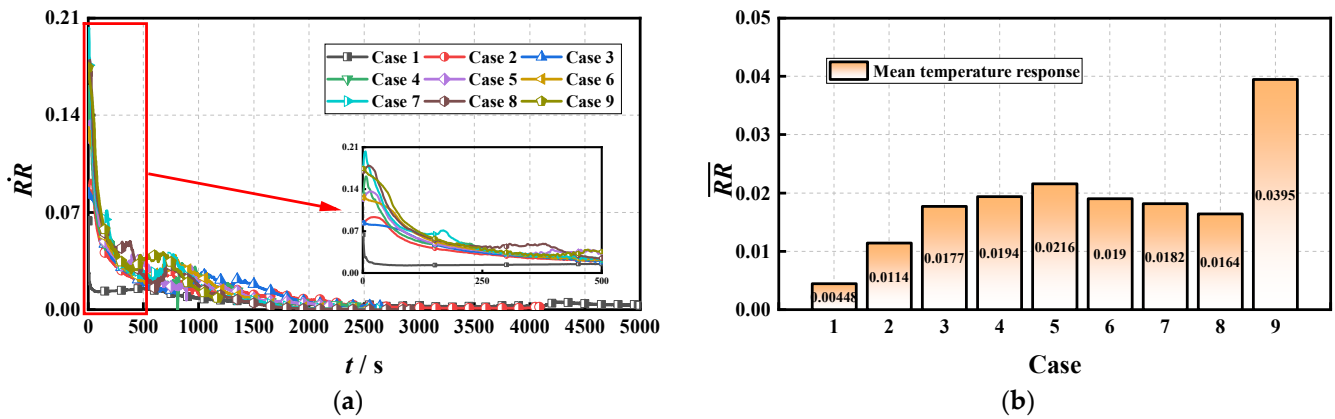 0.21
0.14
0.07
0.00
ṘR
Case 1 Case 2 Case 3
Case 4 Case 5 Case 6
Case 7 Case 8 Case 9
0.21
0.14
0.07
0.00
0 250 500
0 500 1000 1500 2000 2500 3000 3500 4000 4500 5000
t / s
(a)
0.05
0.04
0.03
0.02
0.01
0.00
R̅R̅
Mean temperature response
0.00448 0.0114 0.0177 0.0194 0.0216 0.019 0.0182 0.0164 0.0395
1 2 3 4 5 6 7 8 9
Case
(b)